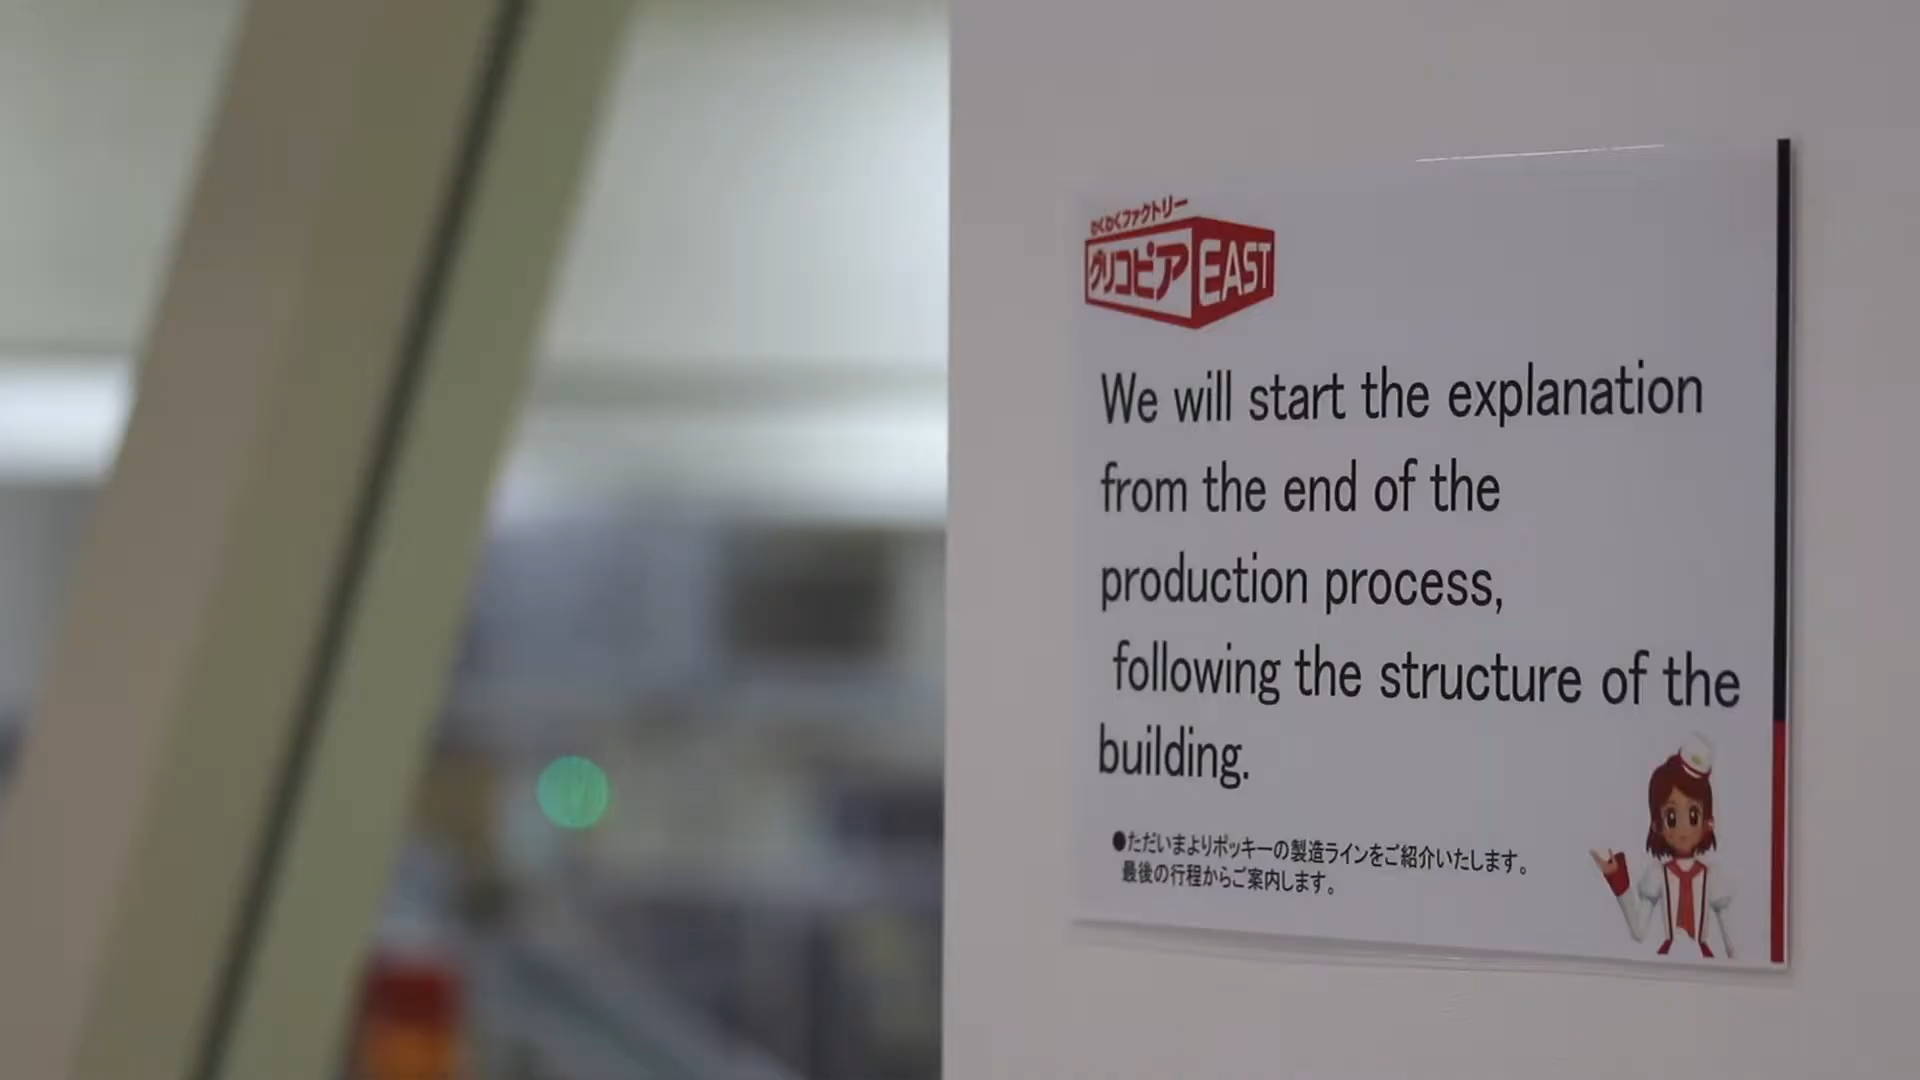 わくわくファクトリー
グリコピア EAST
We will start the explanation
from the end of the
production process,
following the structure of the
building.
●ただいまよりポッキーの製造ラインをご紹介いたします。
最後の行程からご案内します。